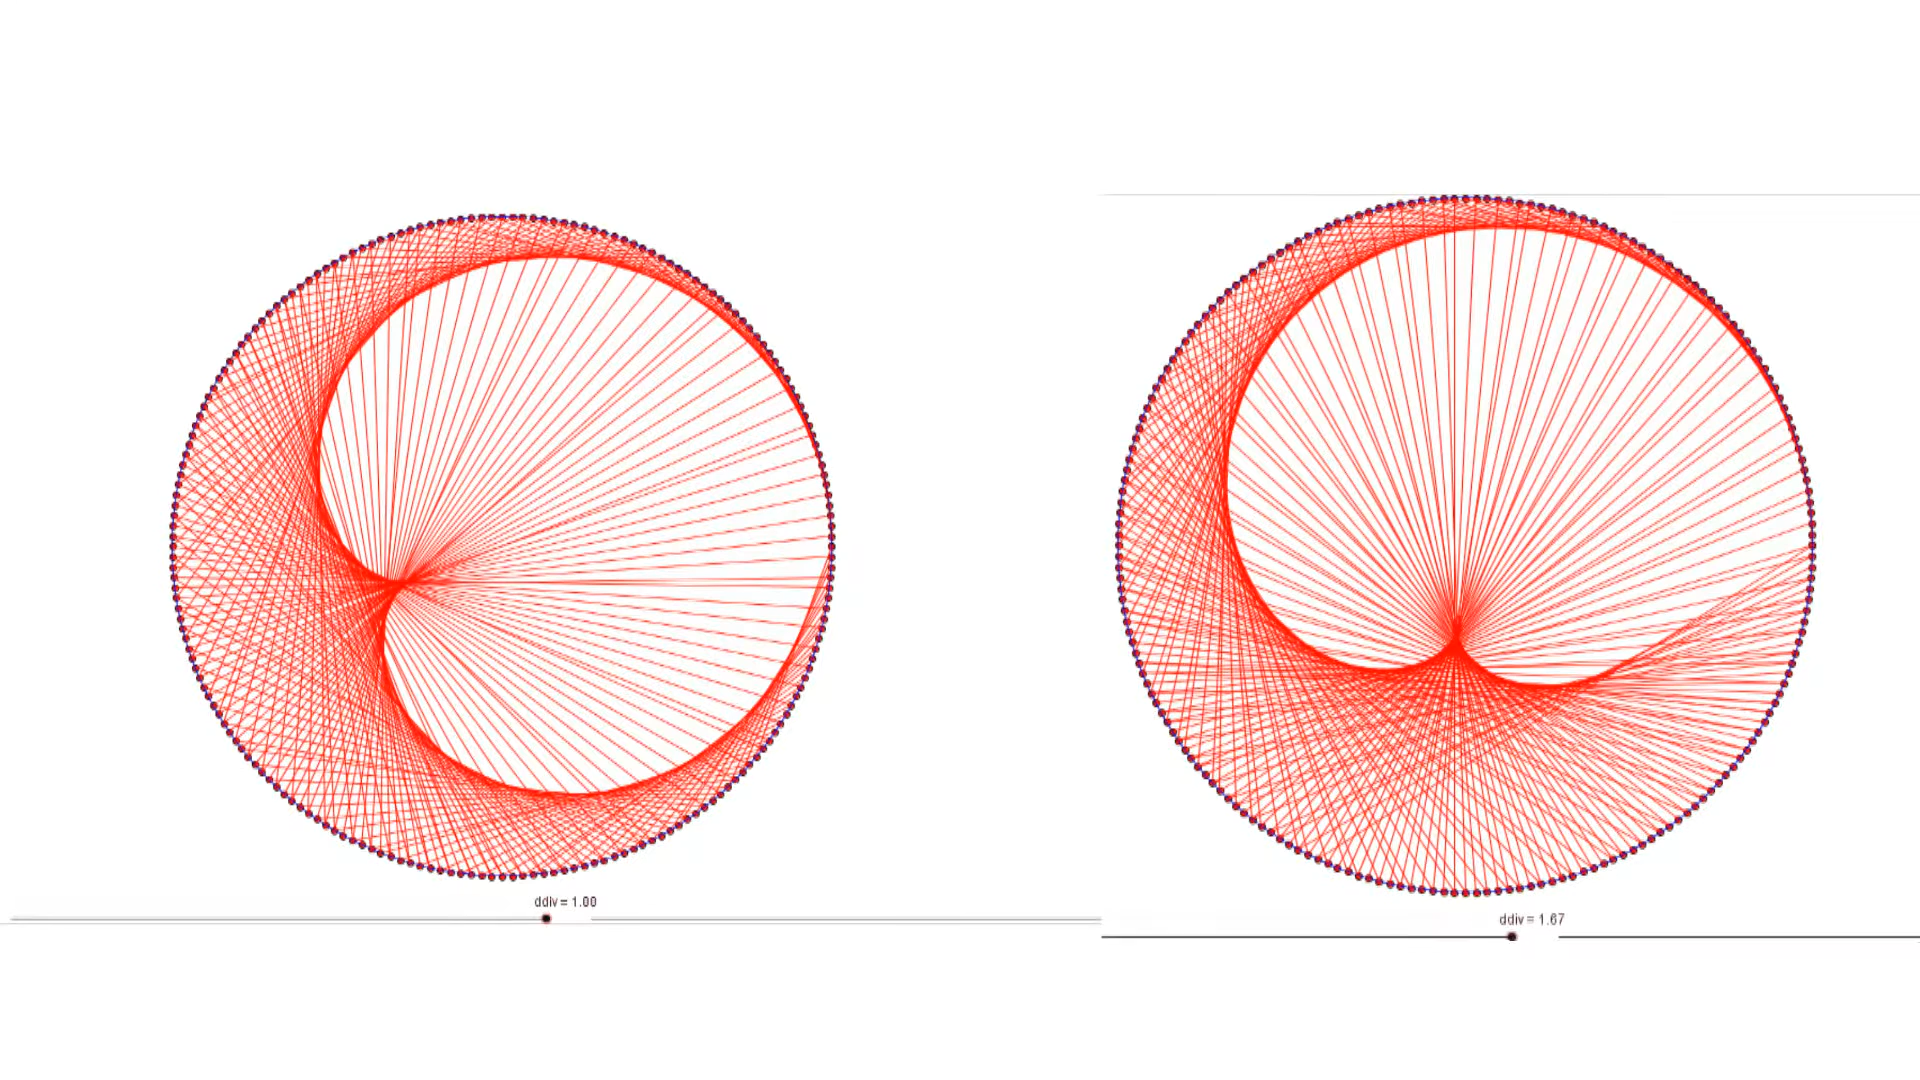 ddiv = 1.00
ddiv = 1.67